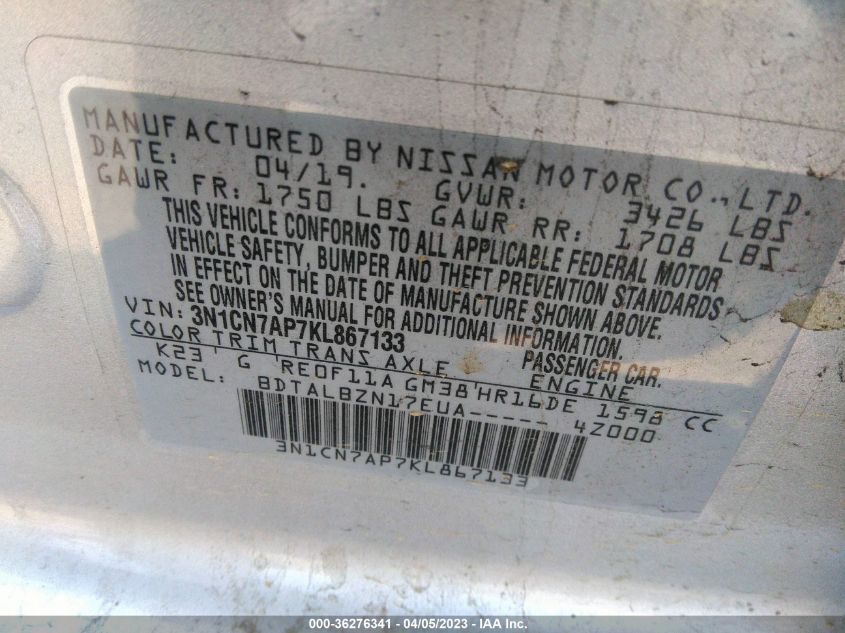 MANUFACTURED BY NISSAN MOTOR CO., LTD.
DATE: 04/19. GVWR: 3426 LBS
GAWR FR: 1750 LBS GAWR RR: 1708 LBS
THIS VEHICLE CONFORMS TO ALL APPLICABLE FEDERAL MOTOR
VEHICLE SAFETY, BUMPER AND THEFT PREVENTION STANDARDS
IN EFFECT ON THE DATE OF MANUFACTURE SHOWN ABOVE.
SEE OWNER'S MANUAL FOR ADDITIONAL INFORMATION.
VIN: 3N1CN7AP7KL867133 PASSENGER CAR.
COLOR TRIM TRANS AXLE ENGINE
K23 G RE0F11A GM38 HR16DE 1598 CC
MODEL: BDTALBZN17EUA----- 4Z000
3N1CN7AP7KL867133
000-36276341 - 04/05/2023 - IAA Inc.